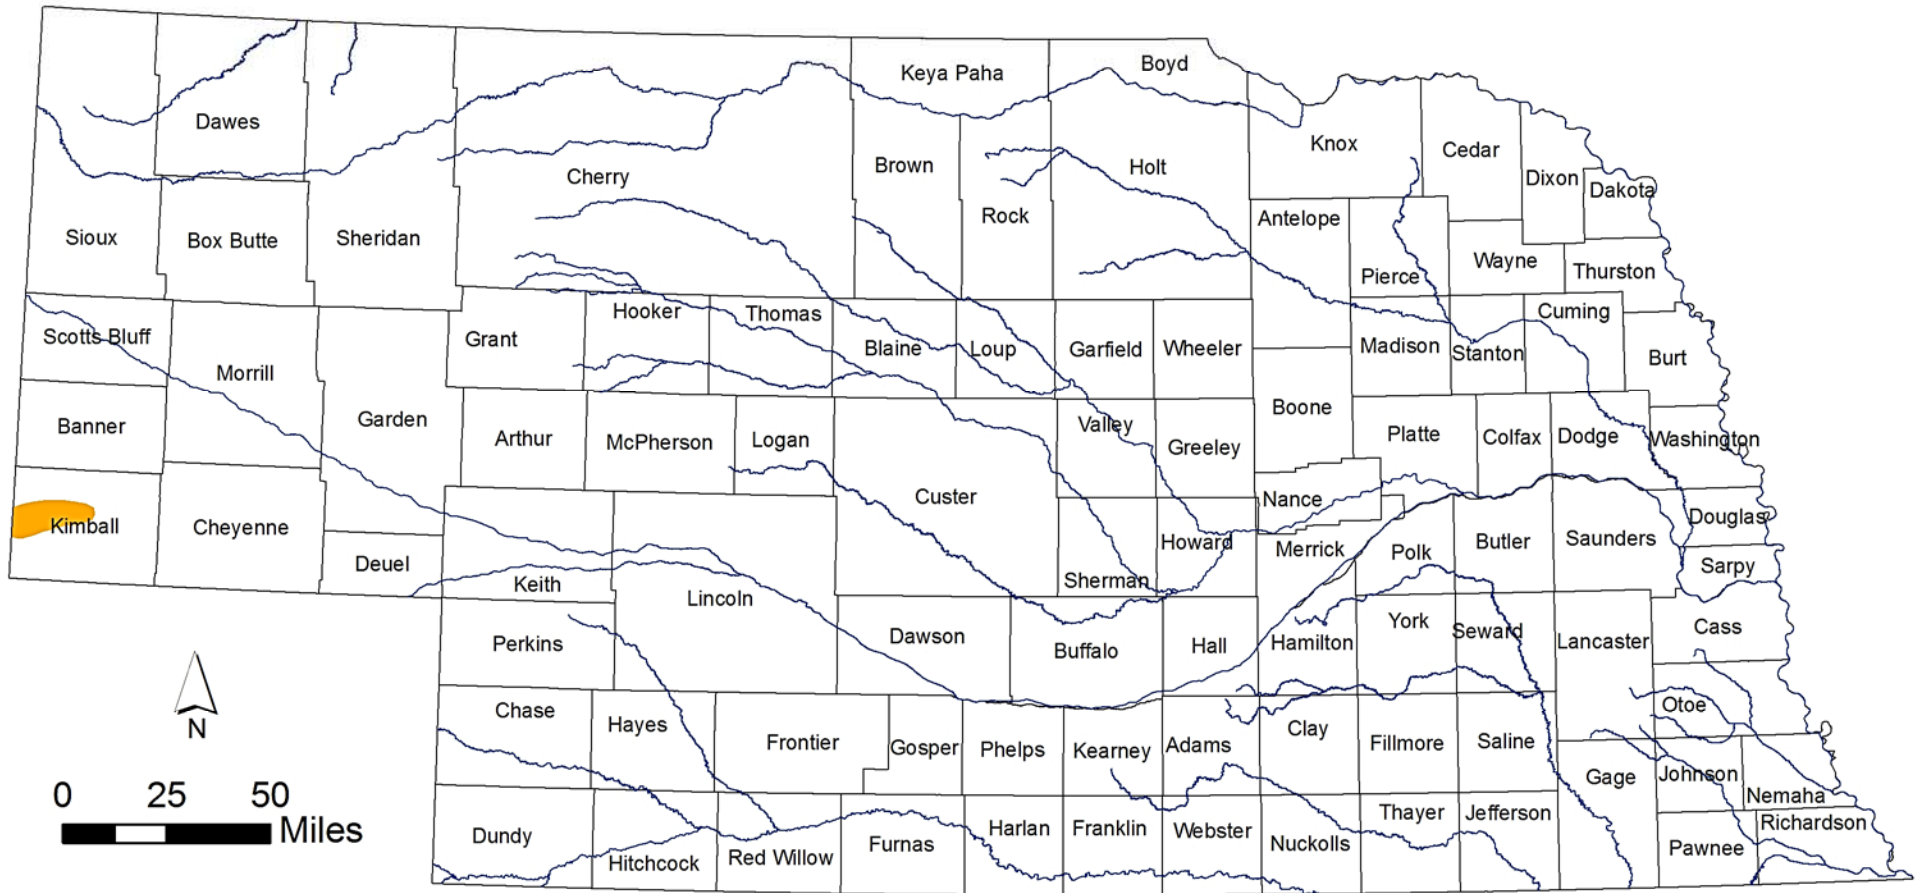 Keya Paha
Boyd
Dawes
Knox
Cedar
Cherry
Brown
Holt
Dixon
Dakota
Rock
Antelope
Sioux
Box Butte
Sheridan
Pierce
Wayne
Thurston
Scotts Bluff
Hooker
Thomas
Cuming
Grant
Blaine
Loup
Garfield
Wheeler
Madison
Stanton
Burt
Morrill
Boone
Banner
Garden
Arthur
McPherson
Logan
Valley
Greeley
Platte
Colfax
Dodge
Washington
Custer
Nance
Kimball
Cheyenne
Douglas
Howard
Merrick
Polk
Butler
Saunders
Deuel
Keith
Sherman
Sarpy
Lincoln
Perkins
Dawson
Buffalo
Hall
Hamilton
York
Seward
Lancaster
Cass
N
Chase
Hayes
Frontier
Gosper
Phelps
Kearney
Adams
Clay
Fillmore
Saline
Otoe
0 25 50
Miles
Gage
Johnson
Nemaha
Dundy
Hitchcock
Red Willow
Furnas
Harlan
Franklin
Webster
Nuckolls
Thayer
Jefferson
Pawnee
Richardson